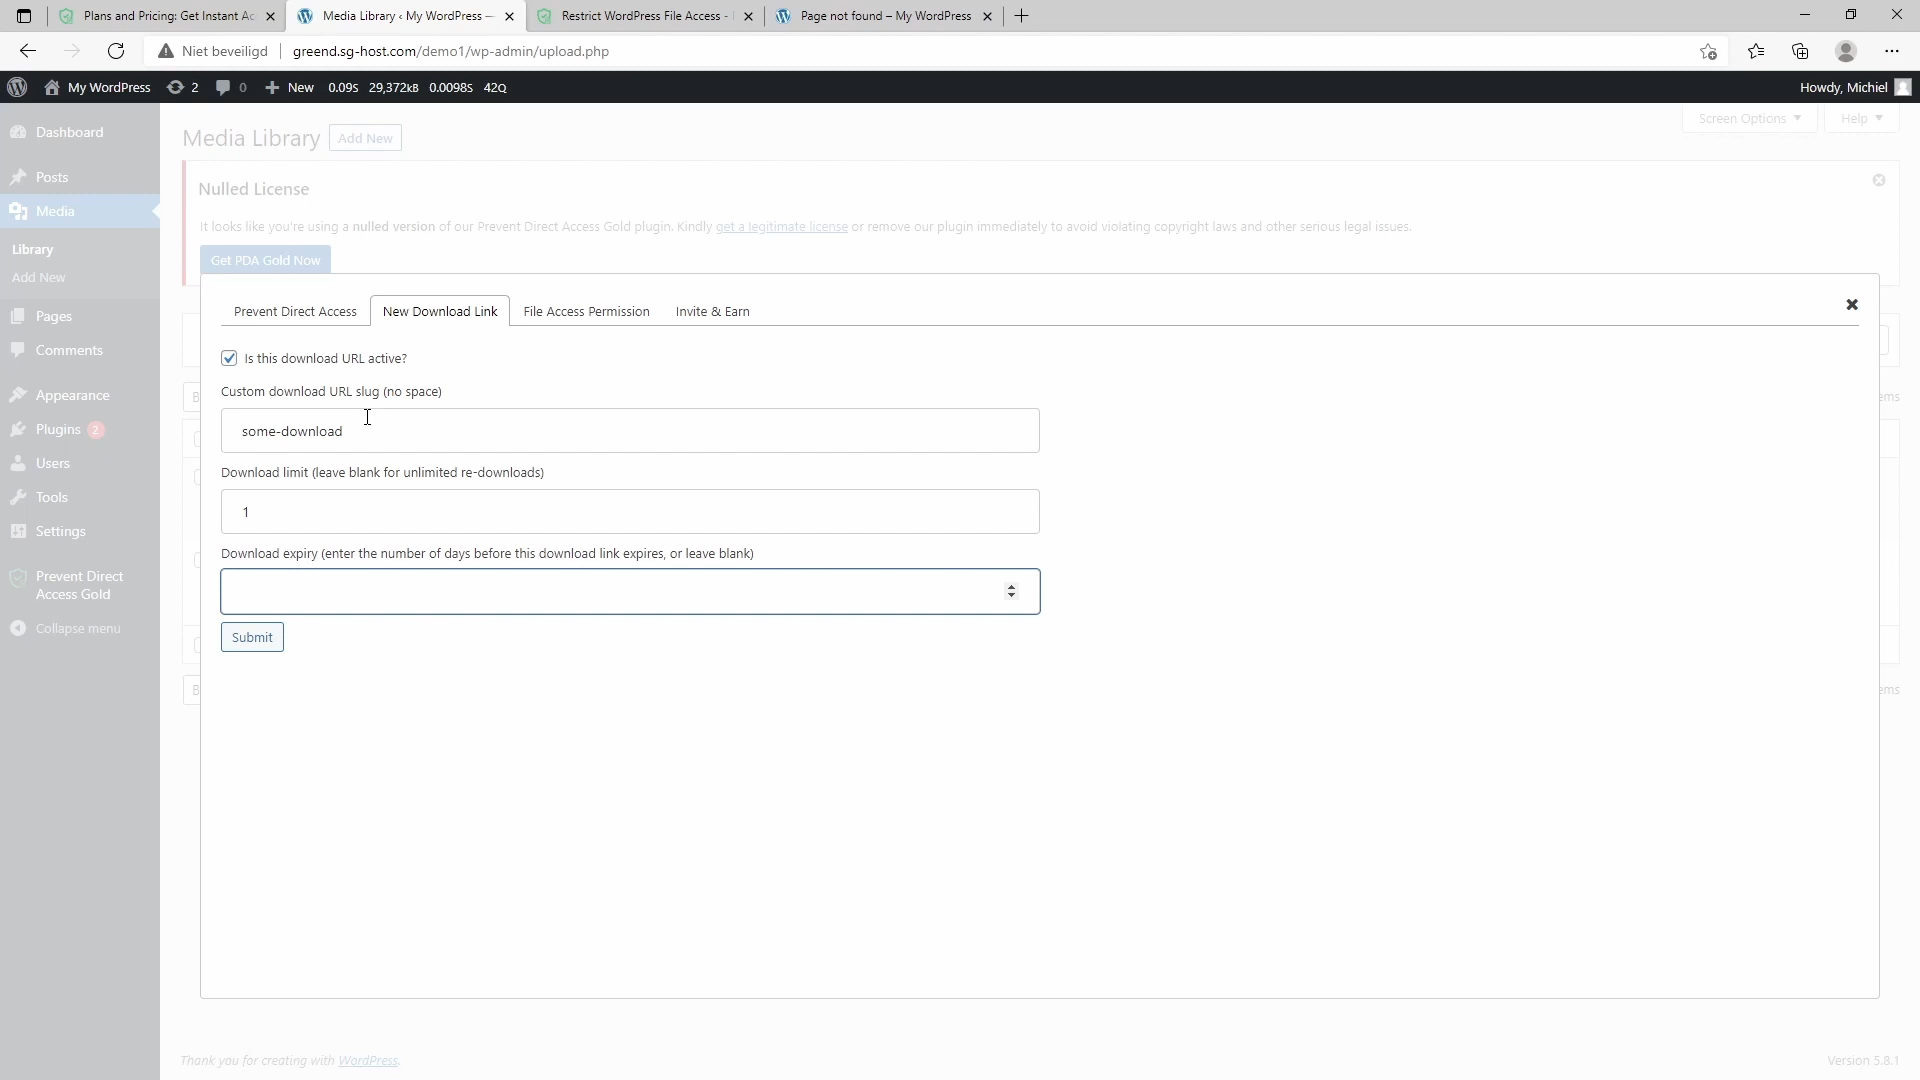 Plans and Pricing: Get Instant Ac
Media Library ‹ My WordPress —
Restrict WordPress File Access -
Page not found – My WordPress
Niet beveiligd
greend.sg-host.com/demo1/wp-admin/upload.php
My WordPress
2
0
New
0.09s 29,372kB 0.0098s 42Q
Howdy, Michiel
Dashboard
Posts
Media
Library
Add New
Pages
Comments
Appearance
Plugins 2
Users
Tools
Settings
Prevent Direct
Access Gold
Collapse menu
Media Library
Add New
Screen Options
Help
Nulled License
It looks like you're using a nulled version of our Prevent Direct Access Gold plugin. Kindly get a legitimate license or remove our plugin immediately to avoid violating copyright laws and other serious legal issues.
Get PDA Gold Now
Prevent Direct Access
New Download Link
File Access Permission
Invite & Earn
Is this download URL active?
Custom download URL slug (no space)
some-download
Download limit (leave blank for unlimited re-downloads)
1
Download expiry (enter the number of days before this download link expires, or leave blank)
Submit
Thank you for creating with WordPress.
Version 5.8.1